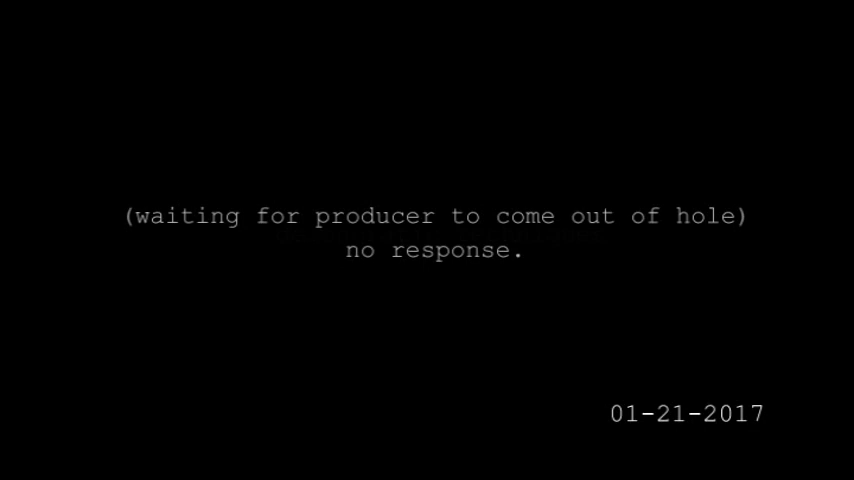 (waiting for producer to come out of hole)
no response.
01-21-2017